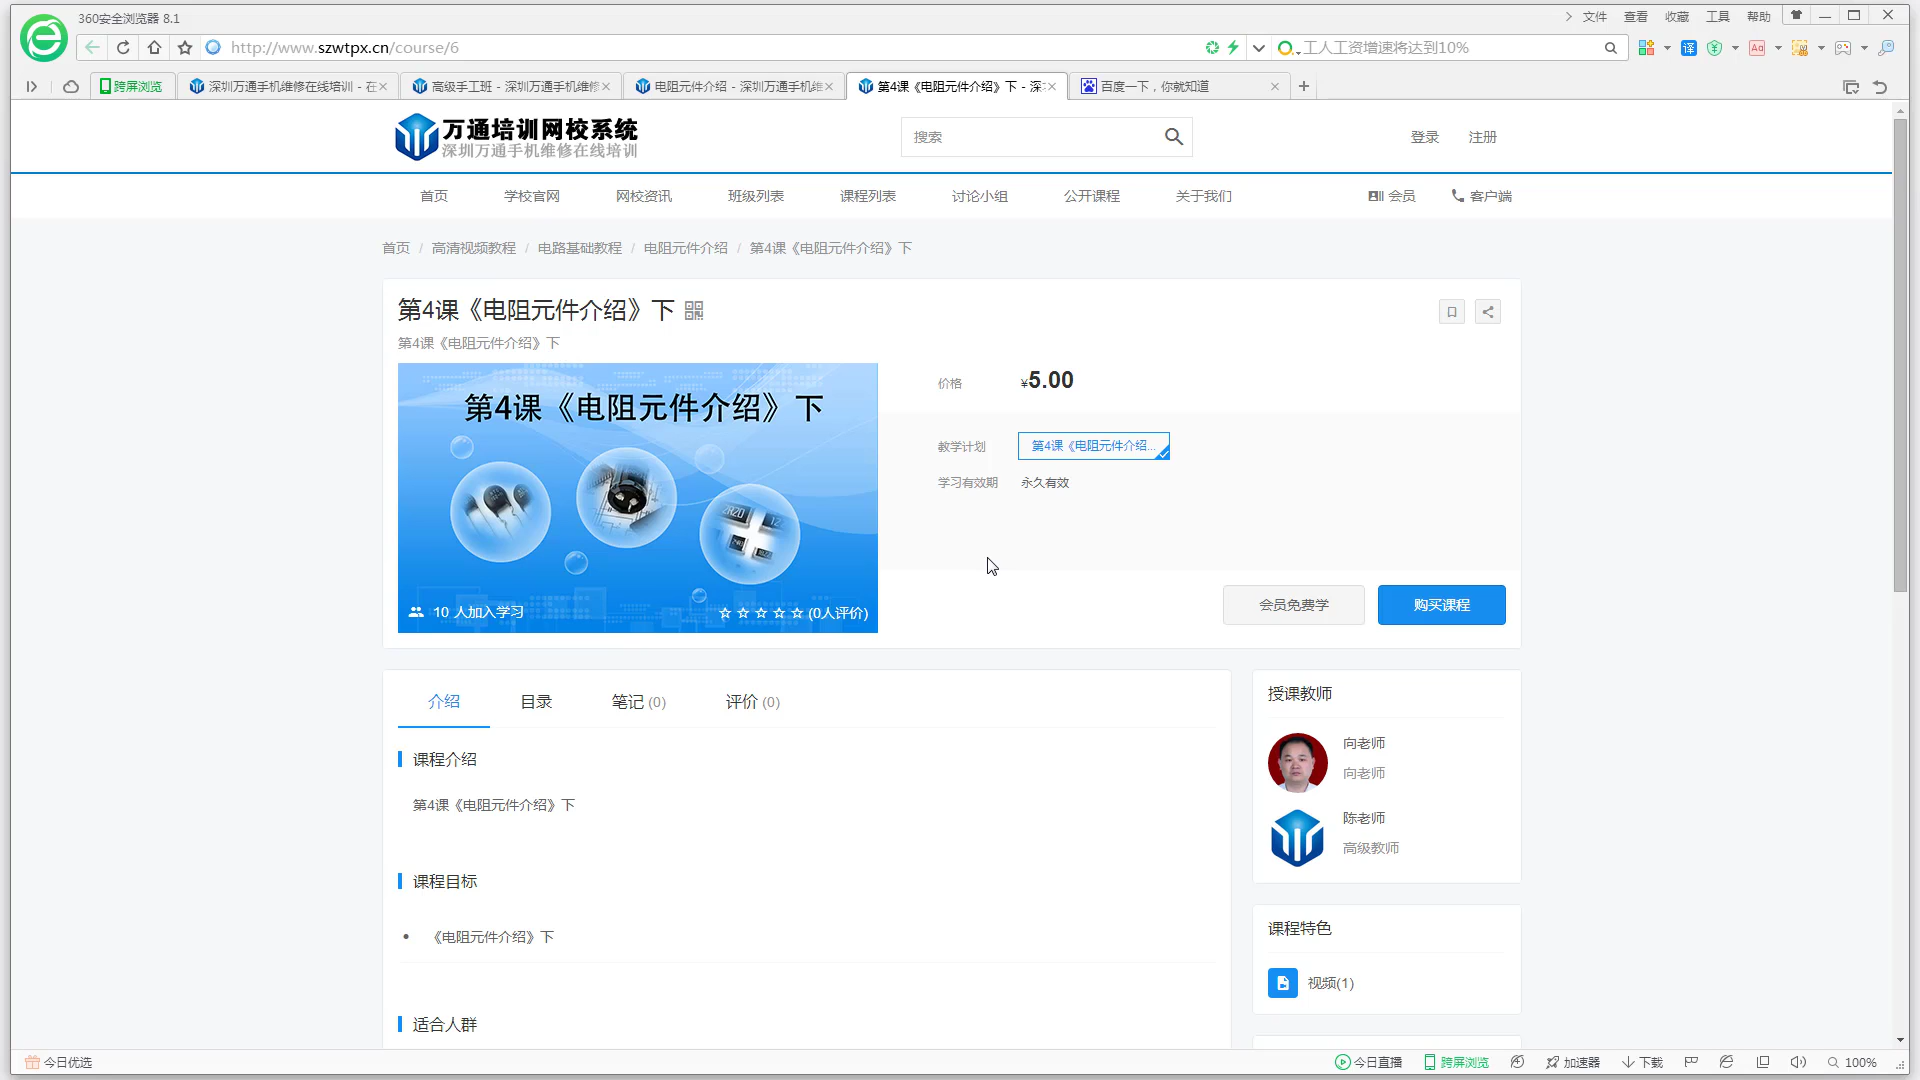 360安全浏览器 8.1
文件 查看 收藏 工具 帮助
http://www.szwtpx.cn/course/6
工人工资增速将达到10%
跨屏浏览
深圳万通手机维修在线培训 - 在
高级手工班 - 深圳万通手机维修
电阻元件介绍 - 深圳万通手机维
第4课《电阻元件介绍》下 - 深
百度一下，你就知道
万通培训网校系统
深圳万通手机维修在线培训
搜索
登录 注册
首页 学校官网 网校资讯 班级列表 课程列表 讨论小组 公开课程 关于我们 会员 客户端
首页 / 高清视频教程 / 电路基础教程 / 电阻元件介绍 / 第4课《电阻元件介绍》下
第4课《电阻元件介绍》下
第4课《电阻元件介绍》下
第4课《电阻元件介绍》下
10 人加入学习
(0人评价)
价格 ¥5.00
教学计划 第4课《电阻元件介绍...
学习有效期 永久有效
会员免费学 购买课程
介绍 目录 笔记 (0) 评价 (0)
课程介绍
第4课《电阻元件介绍》下
课程目标
• 《电阻元件介绍》下
适合人群
授课教师
向老师
向老师
陈老师
高级教师
课程特色
视频(1)
今日优选
今日直播 跨屏浏览 加速器 下载 100%